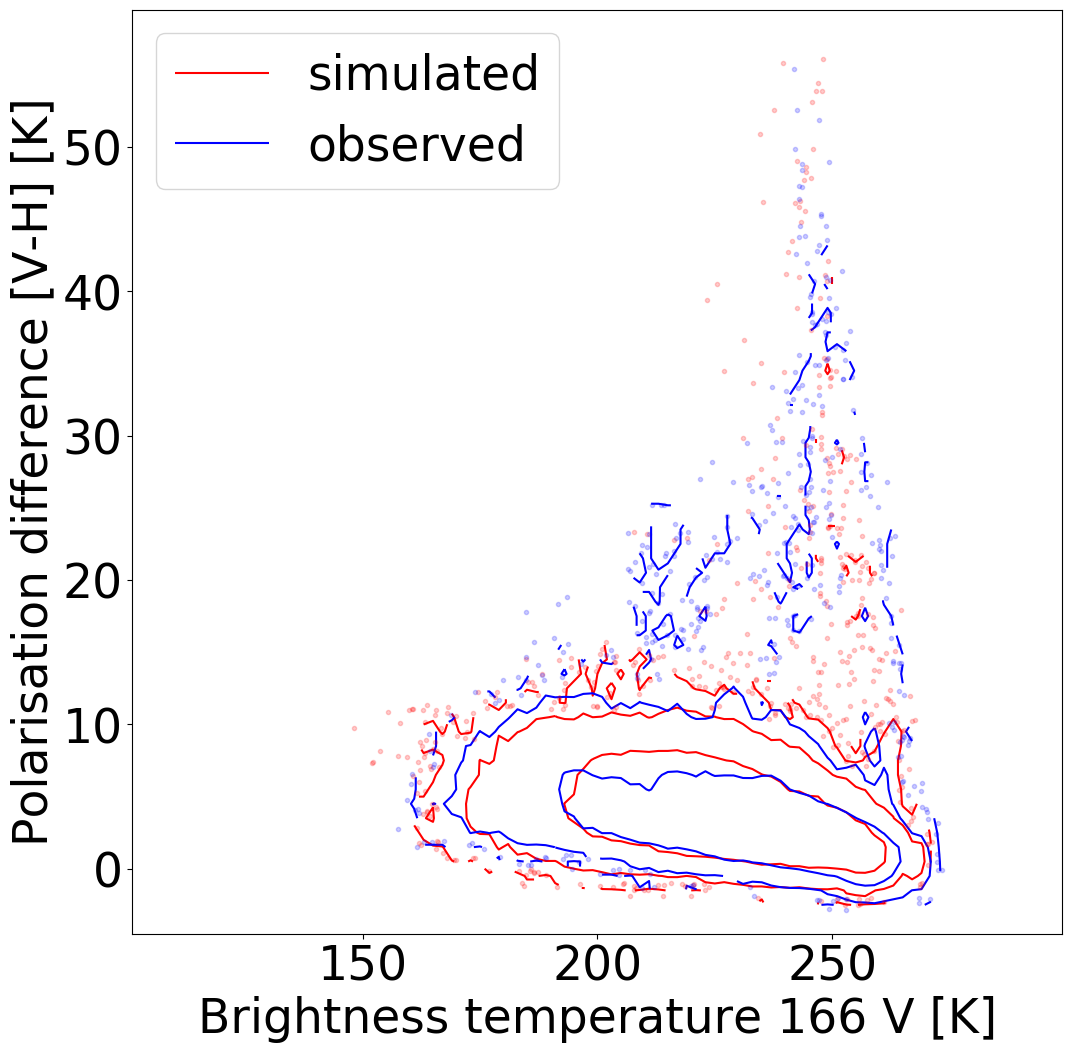 simulated
observed
Polarisation difference [V-H] [K]
50
40
30
20
10
0
150 200 250
Brightness temperature 166 V [K]